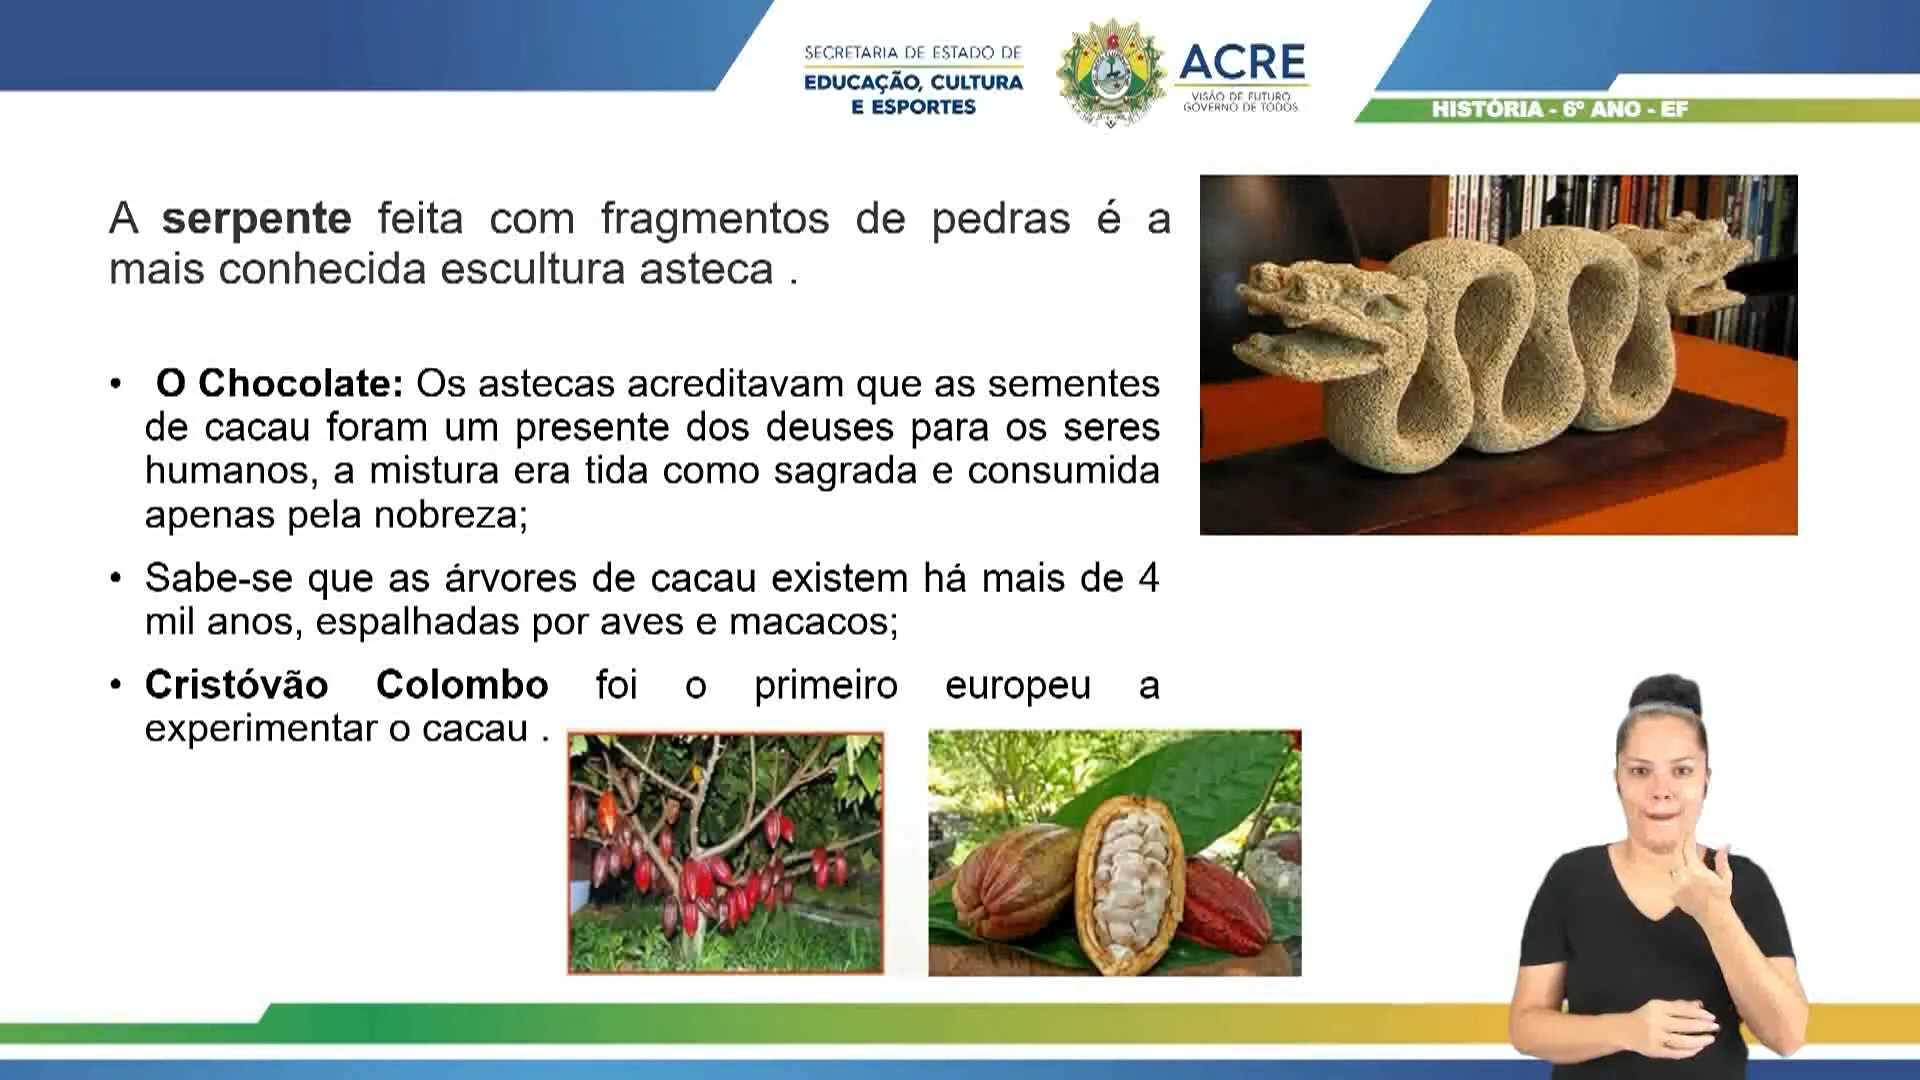 SECRETARIA DE ESTADO DE
EDUCAÇÃO, CULTURA
E ESPORTES
ACRE
VISÃO DE FUTURO
GOVERNO DE TODOS
HISTÓRIA - 6º ANO - EF
A serpente feita com fragmentos de pedras é a
mais conhecida escultura asteca .
• O Chocolate: Os astecas acreditavam que as sementes
de cacau foram um presente dos deuses para os seres
humanos, a mistura era tida como sagrada e consumida
apenas pela nobreza;
• Sabe-se que as árvores de cacau existem há mais de 4
mil anos, espalhadas por aves e macacos;
• Cristóvão Colombo foi o primeiro europeu a
experimentar o cacau .